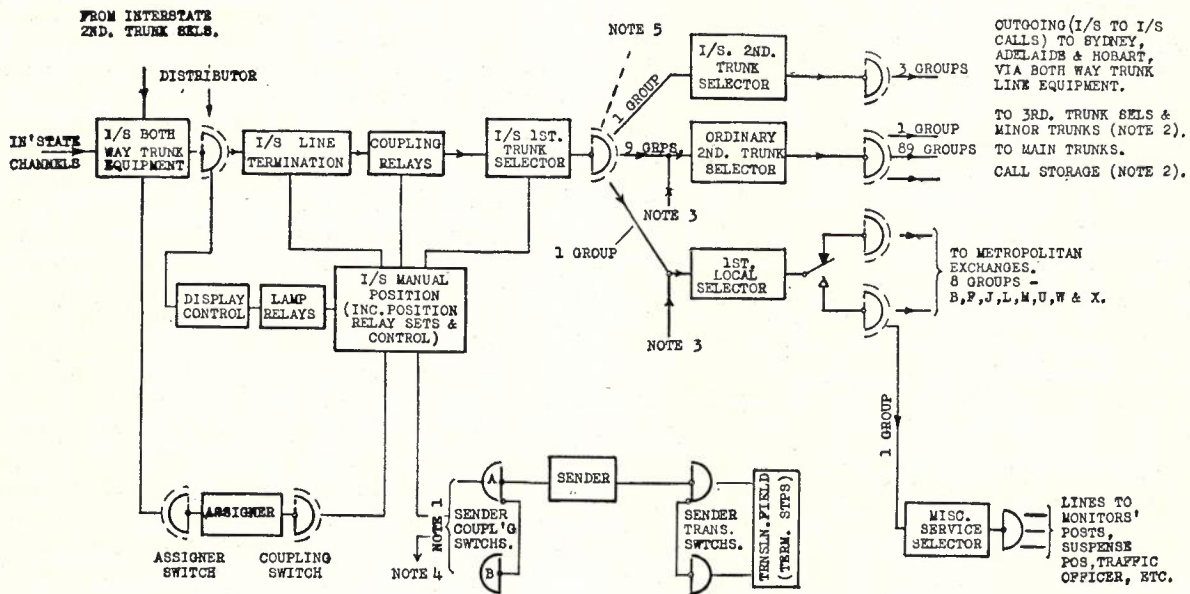 FROM INTERSTATE
2ND. TRUNK SELS.
DISTRIBUTOR
IN'STATE
CHANNELS
I/S BOTH
WAY TRUNK
EQUIPMENT
I/S LINE
TERMINATION
COUPLING
RELAYS
I/S 1ST.
TRUNK
SELECTOR
NOTE 5
1 GROUP
I/S. 2ND.
TRUNK
SELECTOR
3 GROUPS
OUTGOING (I/S TO I/S
CALLS) TO SYDNEY,
ADELAIDE & HOBART,
VIA BOTH WAY TRUNK
LINE EQUIPMENT.
9 GRPS.
ORDINARY
2ND. TRUNK
SELECTOR
1 GROUP
89 GROUPS
TO 3RD. TRUNK SELS &
MINOR TRUNKS (NOTE 2).
TO MAIN TRUNKS.
CALL STORAGE (NOTE 2).
NOTE 3
1 GROUP
1ST.
LOCAL
SELECTOR
NOTE 3
TO METROPOLITAN
EXCHANGES.
8 GROUPS -
B,F,J,L,M,U,W & X.
DISPLAY
CONTROL
LAMP
RELAYS
I/S MANUAL
POSITION
(INC.POSITION
RELAY SETS &
CONTROL)
1 GROUP
ASSIGNER
ASSIGNER
SWITCH
COUPLING
SWITCH
NOTE 4
NOTE 1
A
B
SENDER
COUPL'G
SWTCHS.
SENDER
SENDER
TRANS.
SWTCHS.
TRNSLN.FIELD
(TERM. STPS)
MISC.
SERVICE
SELECTOR
LINES TO
MONITORS'
POSTS,
SUSPENSE
POS,TRAFFIC
OFFICER, ETC.